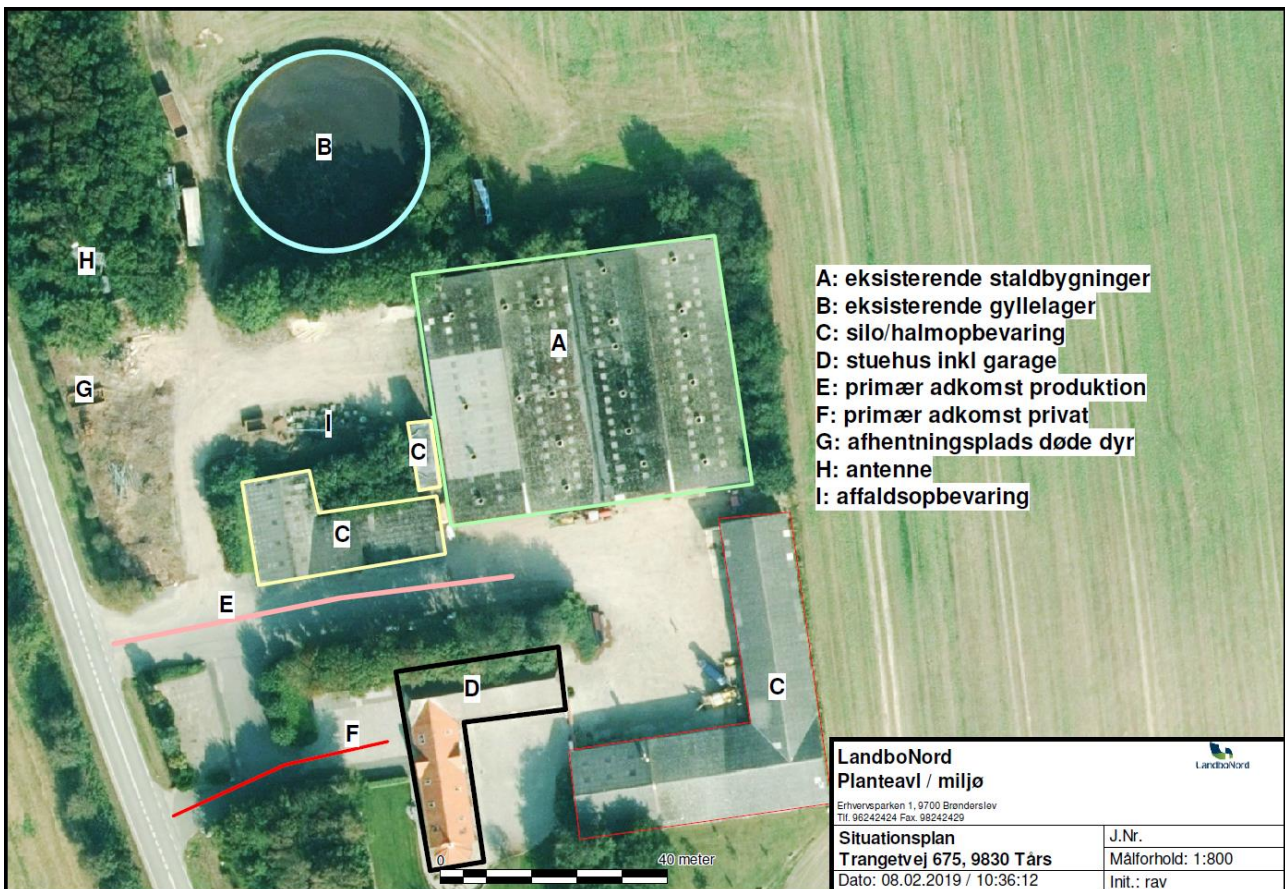 B
H
A
G
I
C
C
E
D
C
F
A: eksisterende staldbygninger
B: eksisterende gyllelager
C: silo/halmopbevaring
D: stuehus inkl garage
E: primær adkomst produktion
F: primær adkomst privat
G: afhentningsplads døde dyr
H: antenne
I: affaldsopbevaring
0 40 meter
LandboNord
Planteavl / miljø
LandboNord
Erhvervsparken 1, 9700 Brønderslev
Tlf. 96242424 Fax. 98242429
Situationsplan
Trangetvej 675, 9830 Tårs
Dato: 08.02.2019 / 10:36:12
J.Nr.
Målforhold: 1:800
Init.: rav